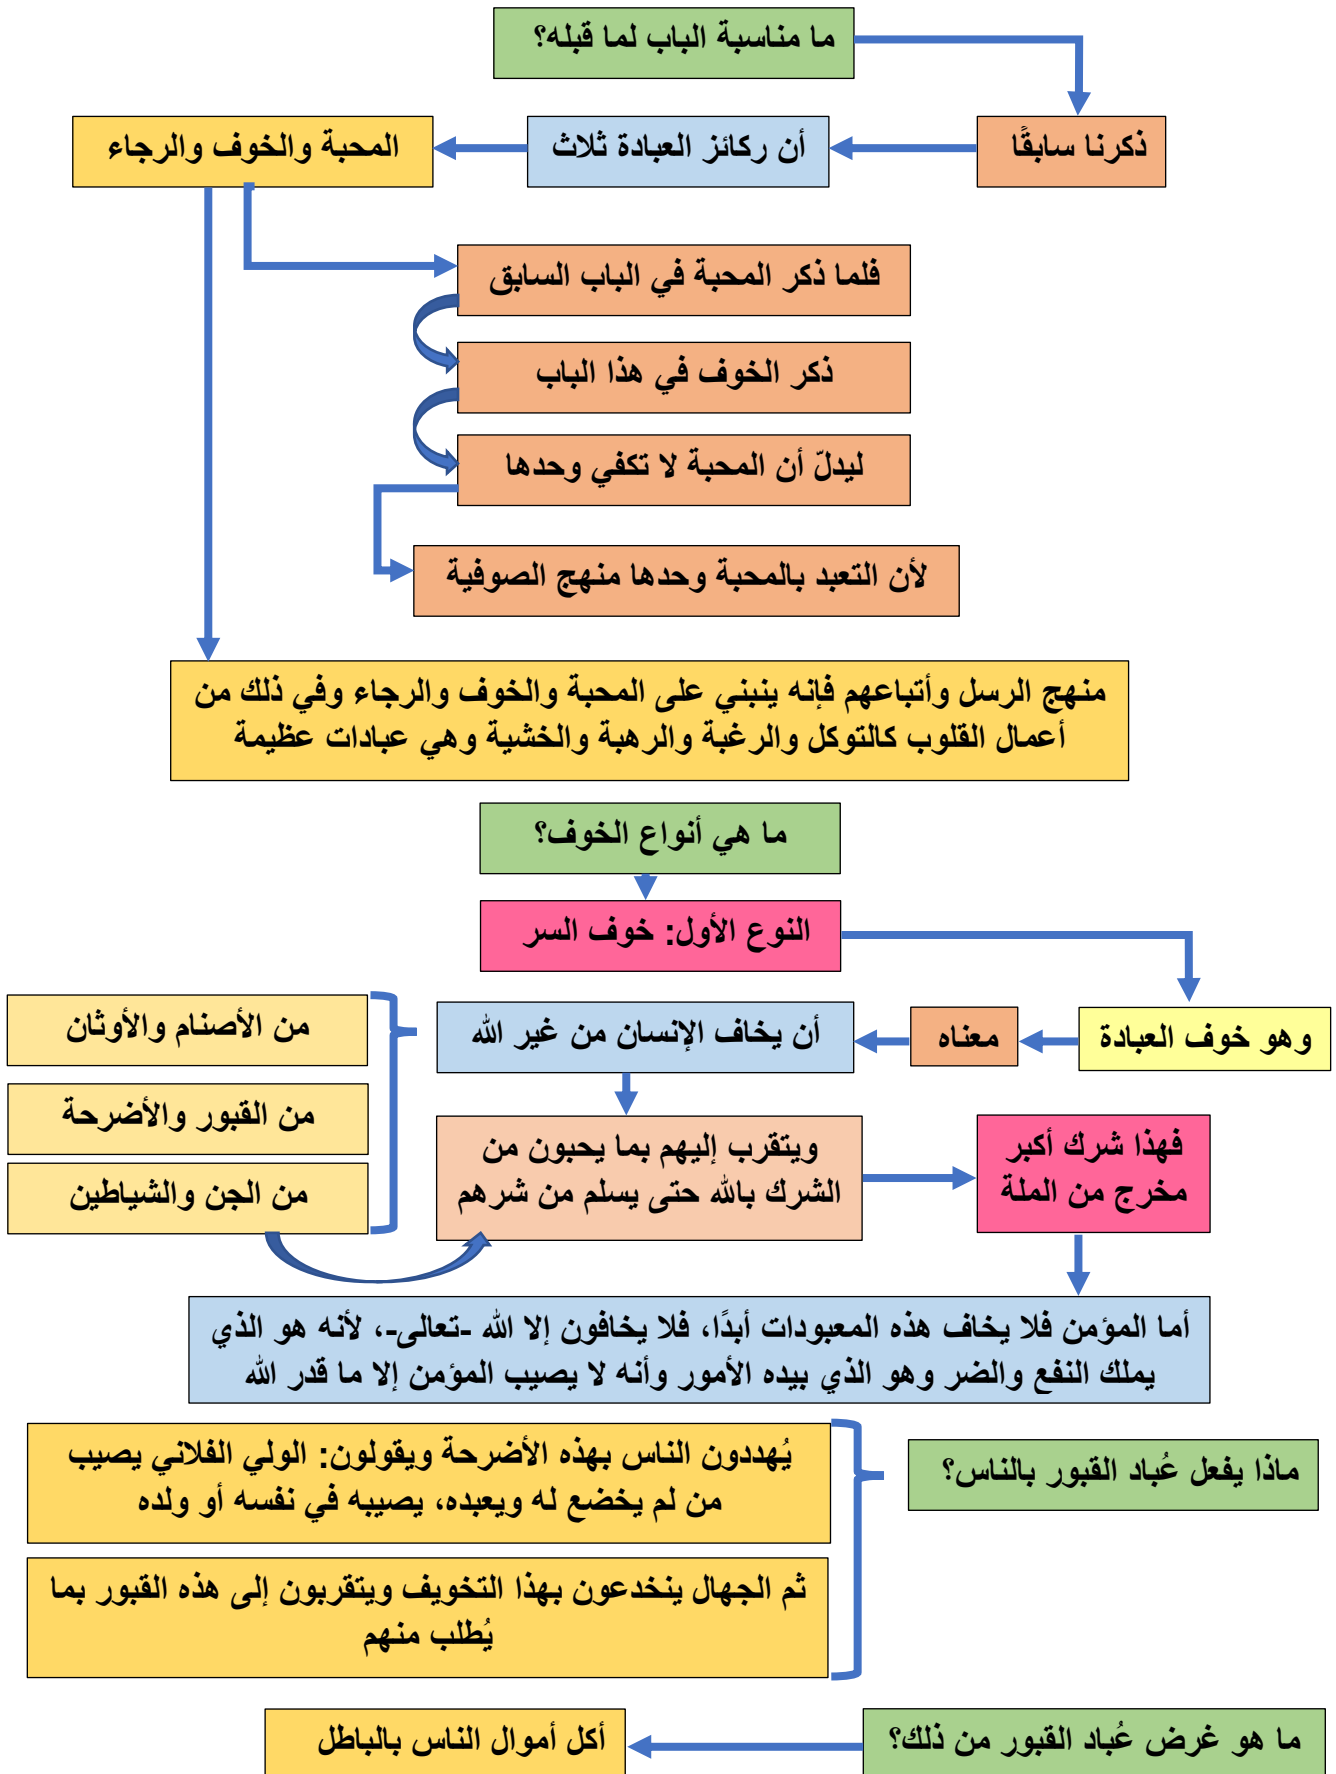 ما مناسبة الباب لما قبله؟
ذكرنا سابقًا
أن ركائز العبادة ثلاث
المحبة والخوف والرجاء
فلما ذكر المحبة في الباب السابق
ذكر الخوف في هذا الباب
ليدلّ أن المحبة لا تكفي وحدها
لأن التعبد بالمحبة وحدها منهج الصوفية
منهج الرسل وأتباعهم فإنه ينبني على المحبة والخوف والرجاء وفي ذلك من
أعمال القلوب كالتوكل والرغبة والرهبة والخشية وهي عبادات عظيمة
ما هي أنواع الخوف؟
النوع الأول: خوف السر
وهو خوف العبادة
معناه
أن يخاف الإنسان من غير الله
من الأصنام والأوثان
من القبور والأضرحة
من الجن والشياطين
ويتقرب إليهم بما يحبون من
الشرك بالله حتى يسلم من شرهم
فهذا شرك أكبر
مخرج من الملة
أما المؤمن فلا يخاف هذه المعبودات أبدًا، فلا يخافون إلا الله -تعالى-، لأنه هو الذي
يملك النفع والضر وهو الذي بيده الأمور وأنه لا يصيب المؤمن إلا ما قدر الله
ماذا يفعل عُباد القبور بالناس؟
يُهددون الناس بهذه الأضرحة ويقولون: الولي الفلاني يصيب
من لم يخضع له ويعبده، يصيبه في نفسه أو ولده
ثم الجهال ينخدعون بهذا التخويف ويتقربون إلى هذه القبور بما
يُطلب منهم
ما هو غرض عُباد القبور من ذلك؟
أكل أموال الناس بالباطل